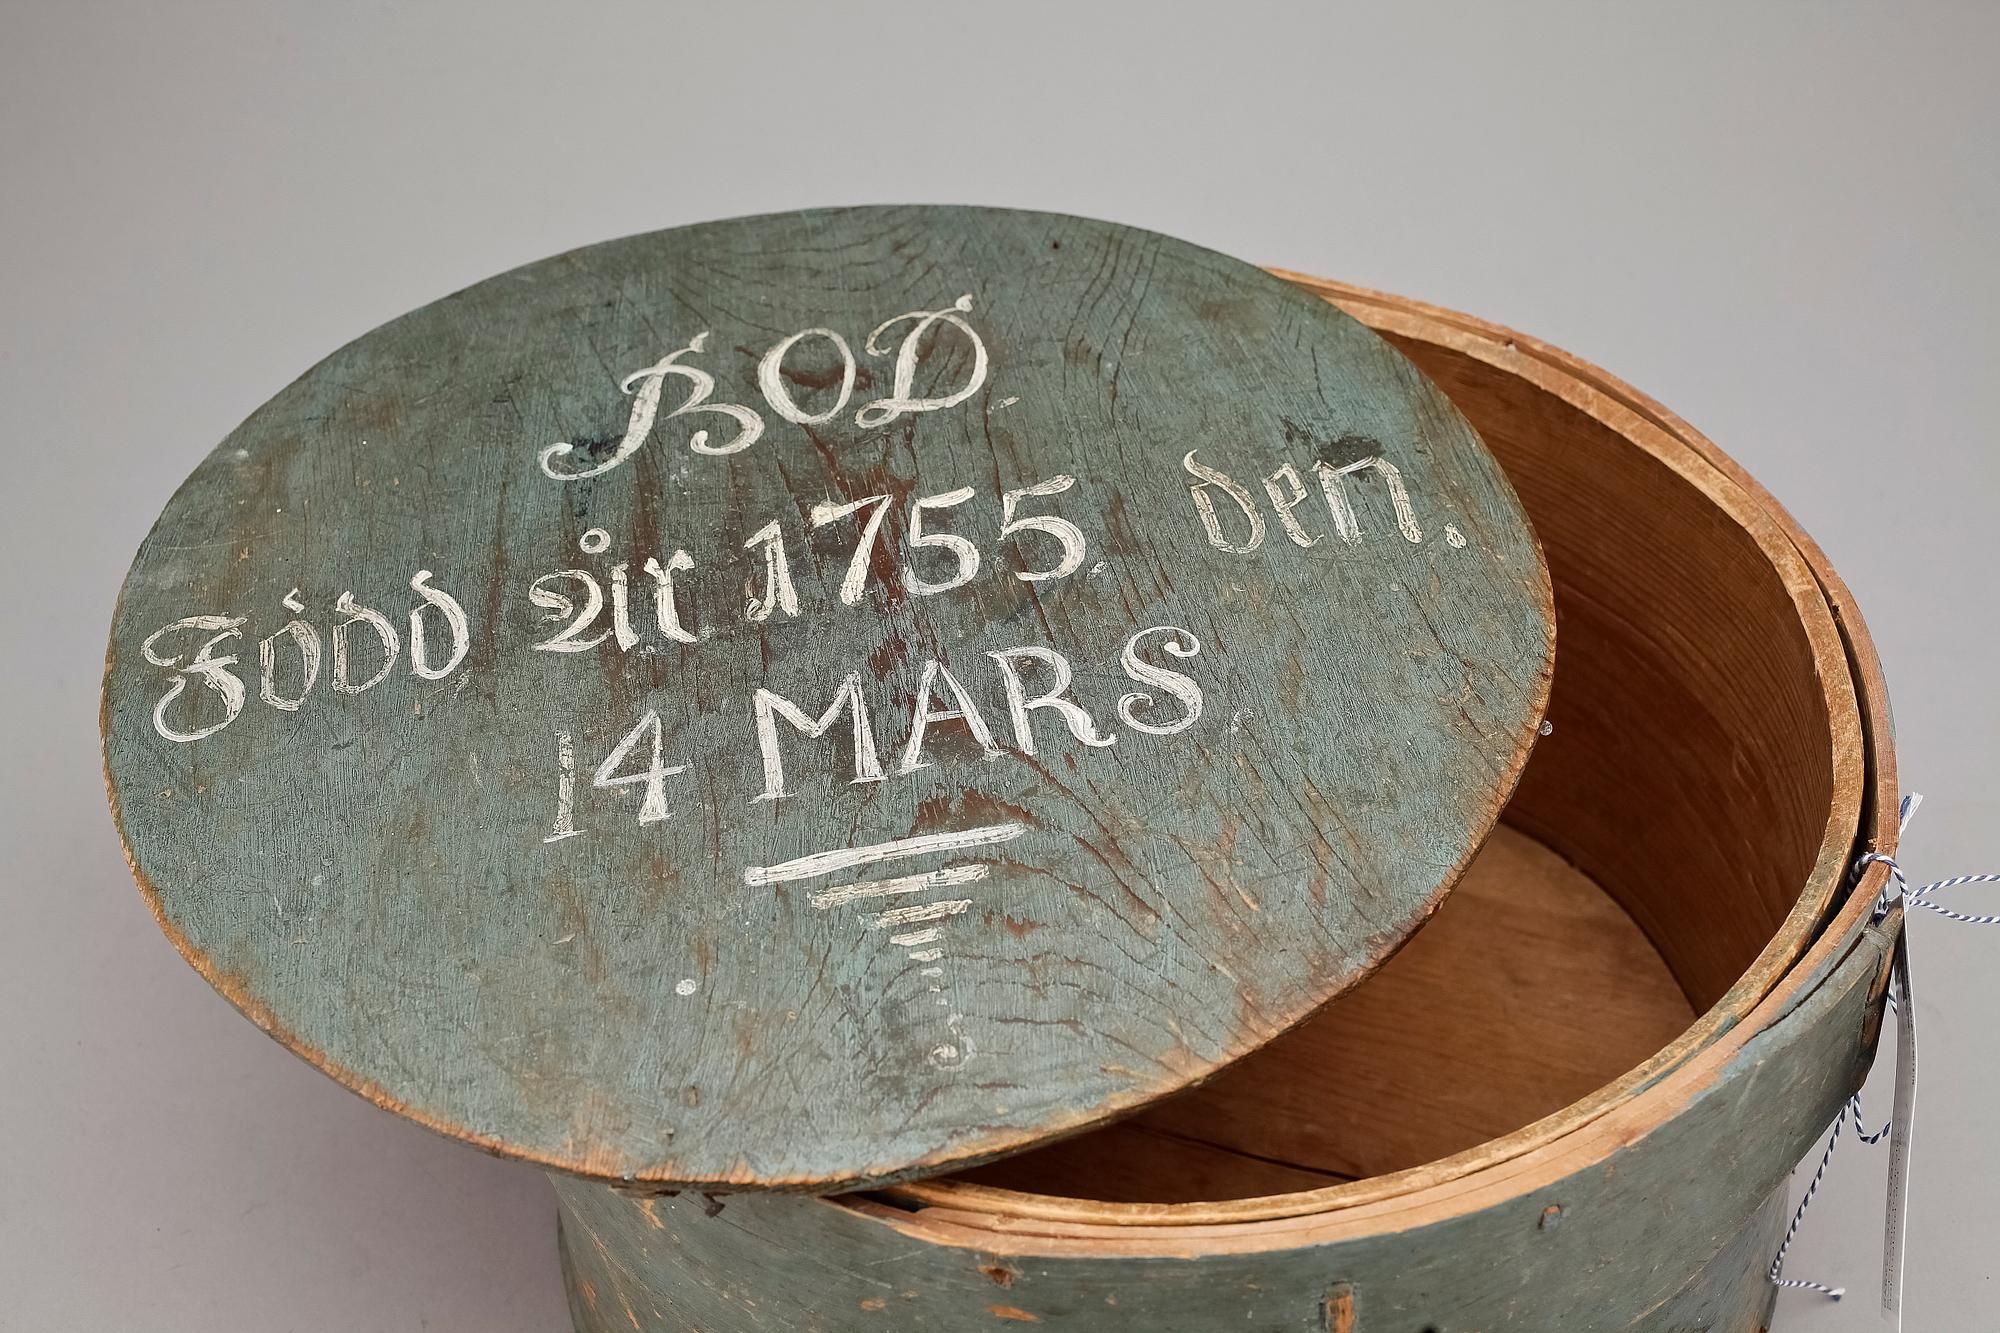 BOD.
Född år 1755. den.
14 MARS.